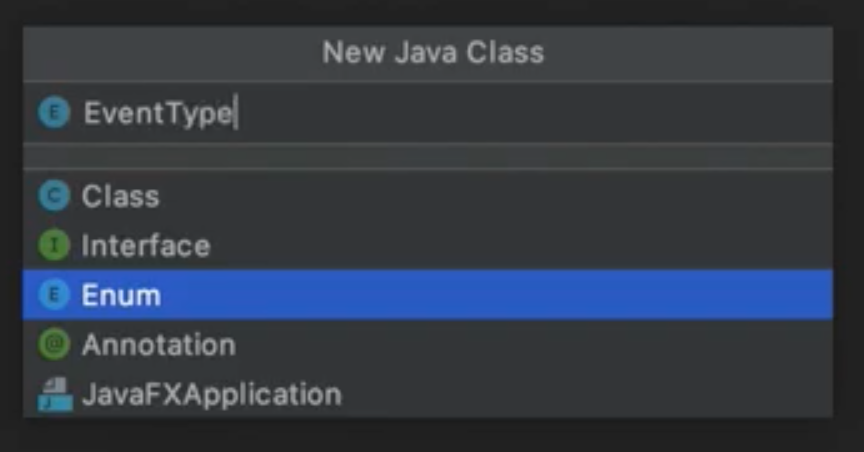 New Java Class
E EventType
C Class
I Interface
E Enum
@ Annotation
J JavaFXApplication